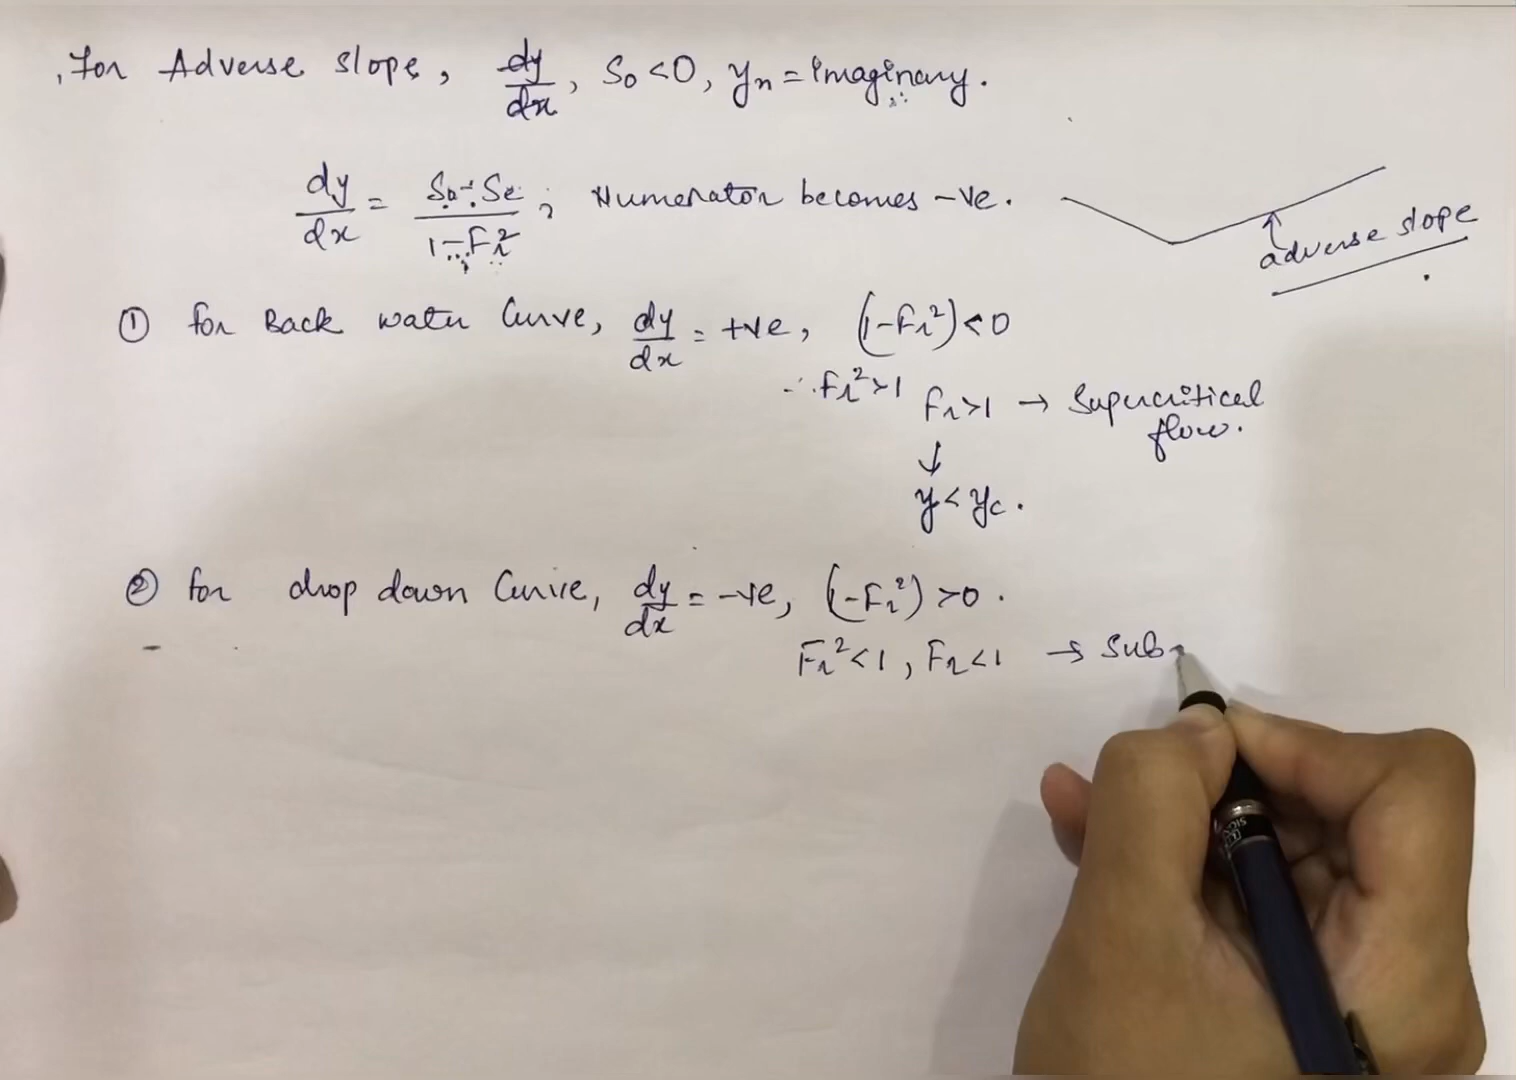 For Adverse slope, dy/dx, S₀ < 0, yₙ = imaginary.
dy/dx = (S₀ - Sₑ)/(1 - Fr²) ; Numerator becomes -ve.
adverse slope
① for Back water Curve, dy/dx = +ve, (1-Fr²) < 0
∴ Fr² > 1 Fr > 1 → Supercritical
flow.
↓
y < yc.
② for drop down Curve, dy/dx = -ve, (1-Fr²) > 0.
Fr² < 1, Fr < 1 → Sub